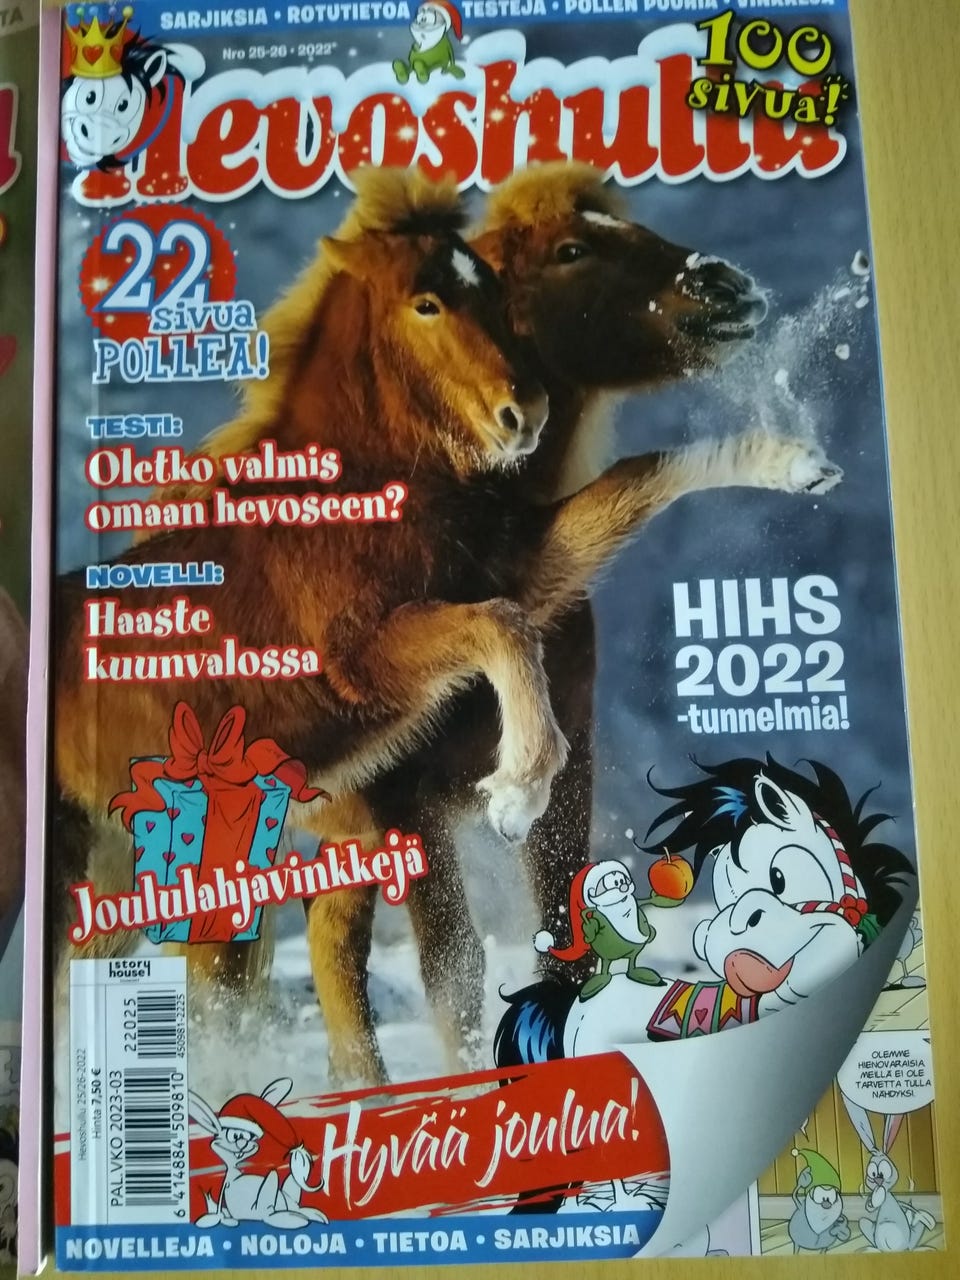 SARJIKSIA • ROTUTIETOA
TESTEJÄ • POLLEN
Nro 25-26 • 2022
Hevoshullu
100
sivua!
22
sivua
POLLEA!
TESTI:
Oletko valmis
omaan hevoseen?
NOVELLI:
Haaste
kuunvalossa
HIHS
2022
-tunnelmia!
Joululahjavinkkejä
story
house
22025
450981-2225
Hevoshullu 25/26-2022
Hinta 7,50 €
PAL.VKO 2023-03
6 414884 509810
OLEMME
HIENOVARAISIA
MEILLÄ EI OLE
TARVETTA TULLA
NÄHDYKSI.
Hyvää joulua!
NOVELLEJA • NOLOJA • TIETOA • SARJIKSIA